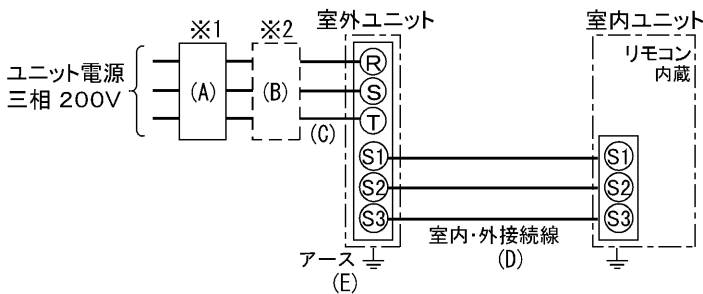 ※1
※2
室外ユニット
室内ユニット
リモコン
内蔵
ユニット電源
三相 200V
(A)
(B)
(C)
R
S
T
S1
S2
S3
S1
S2
S3
室内・外接続線
(D)
アース
(E)